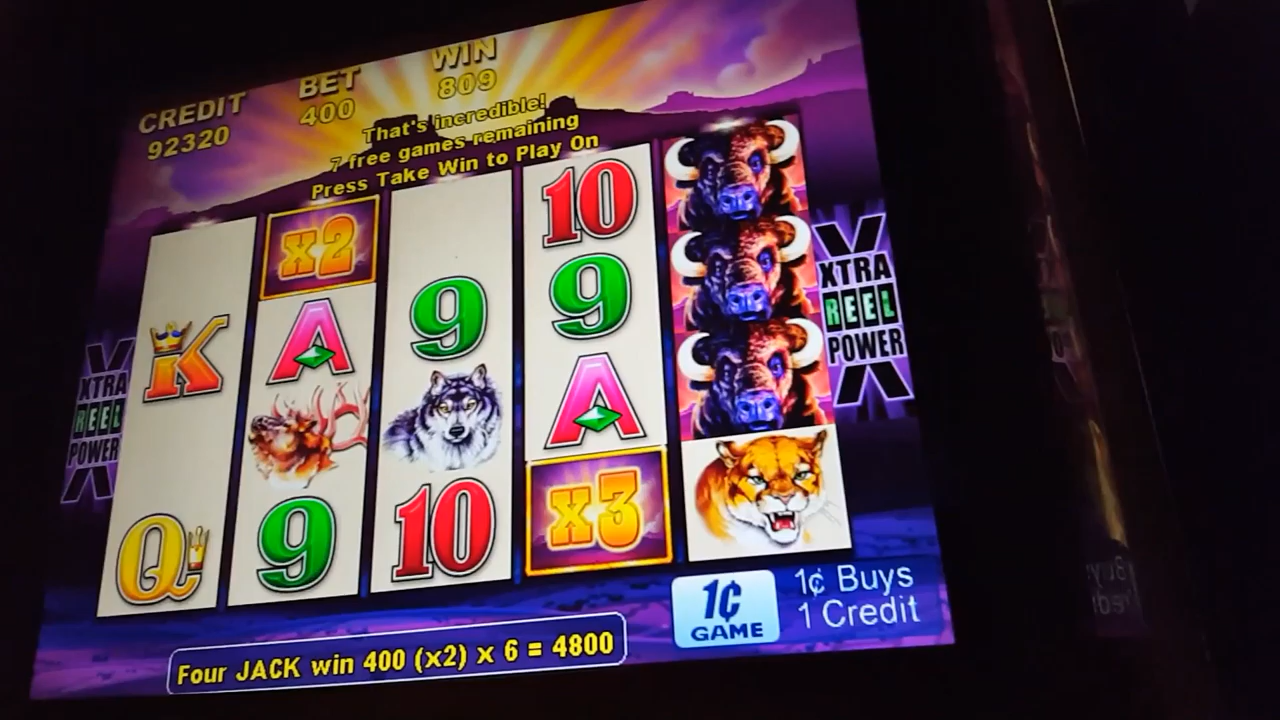 CREDIT
92320
BET
400
WIN
809
That's incredible!
7 free games remaining
Press Take Win to Play On
K
Q
x2
A
9
9
10
10
9
A
x3
XTRA
REEL
POWER
XTRA
REEL
POWER
1¢
GAME
1¢ Buys
1 Credit
Four JACK win 400 (x2) x 6 = 4800